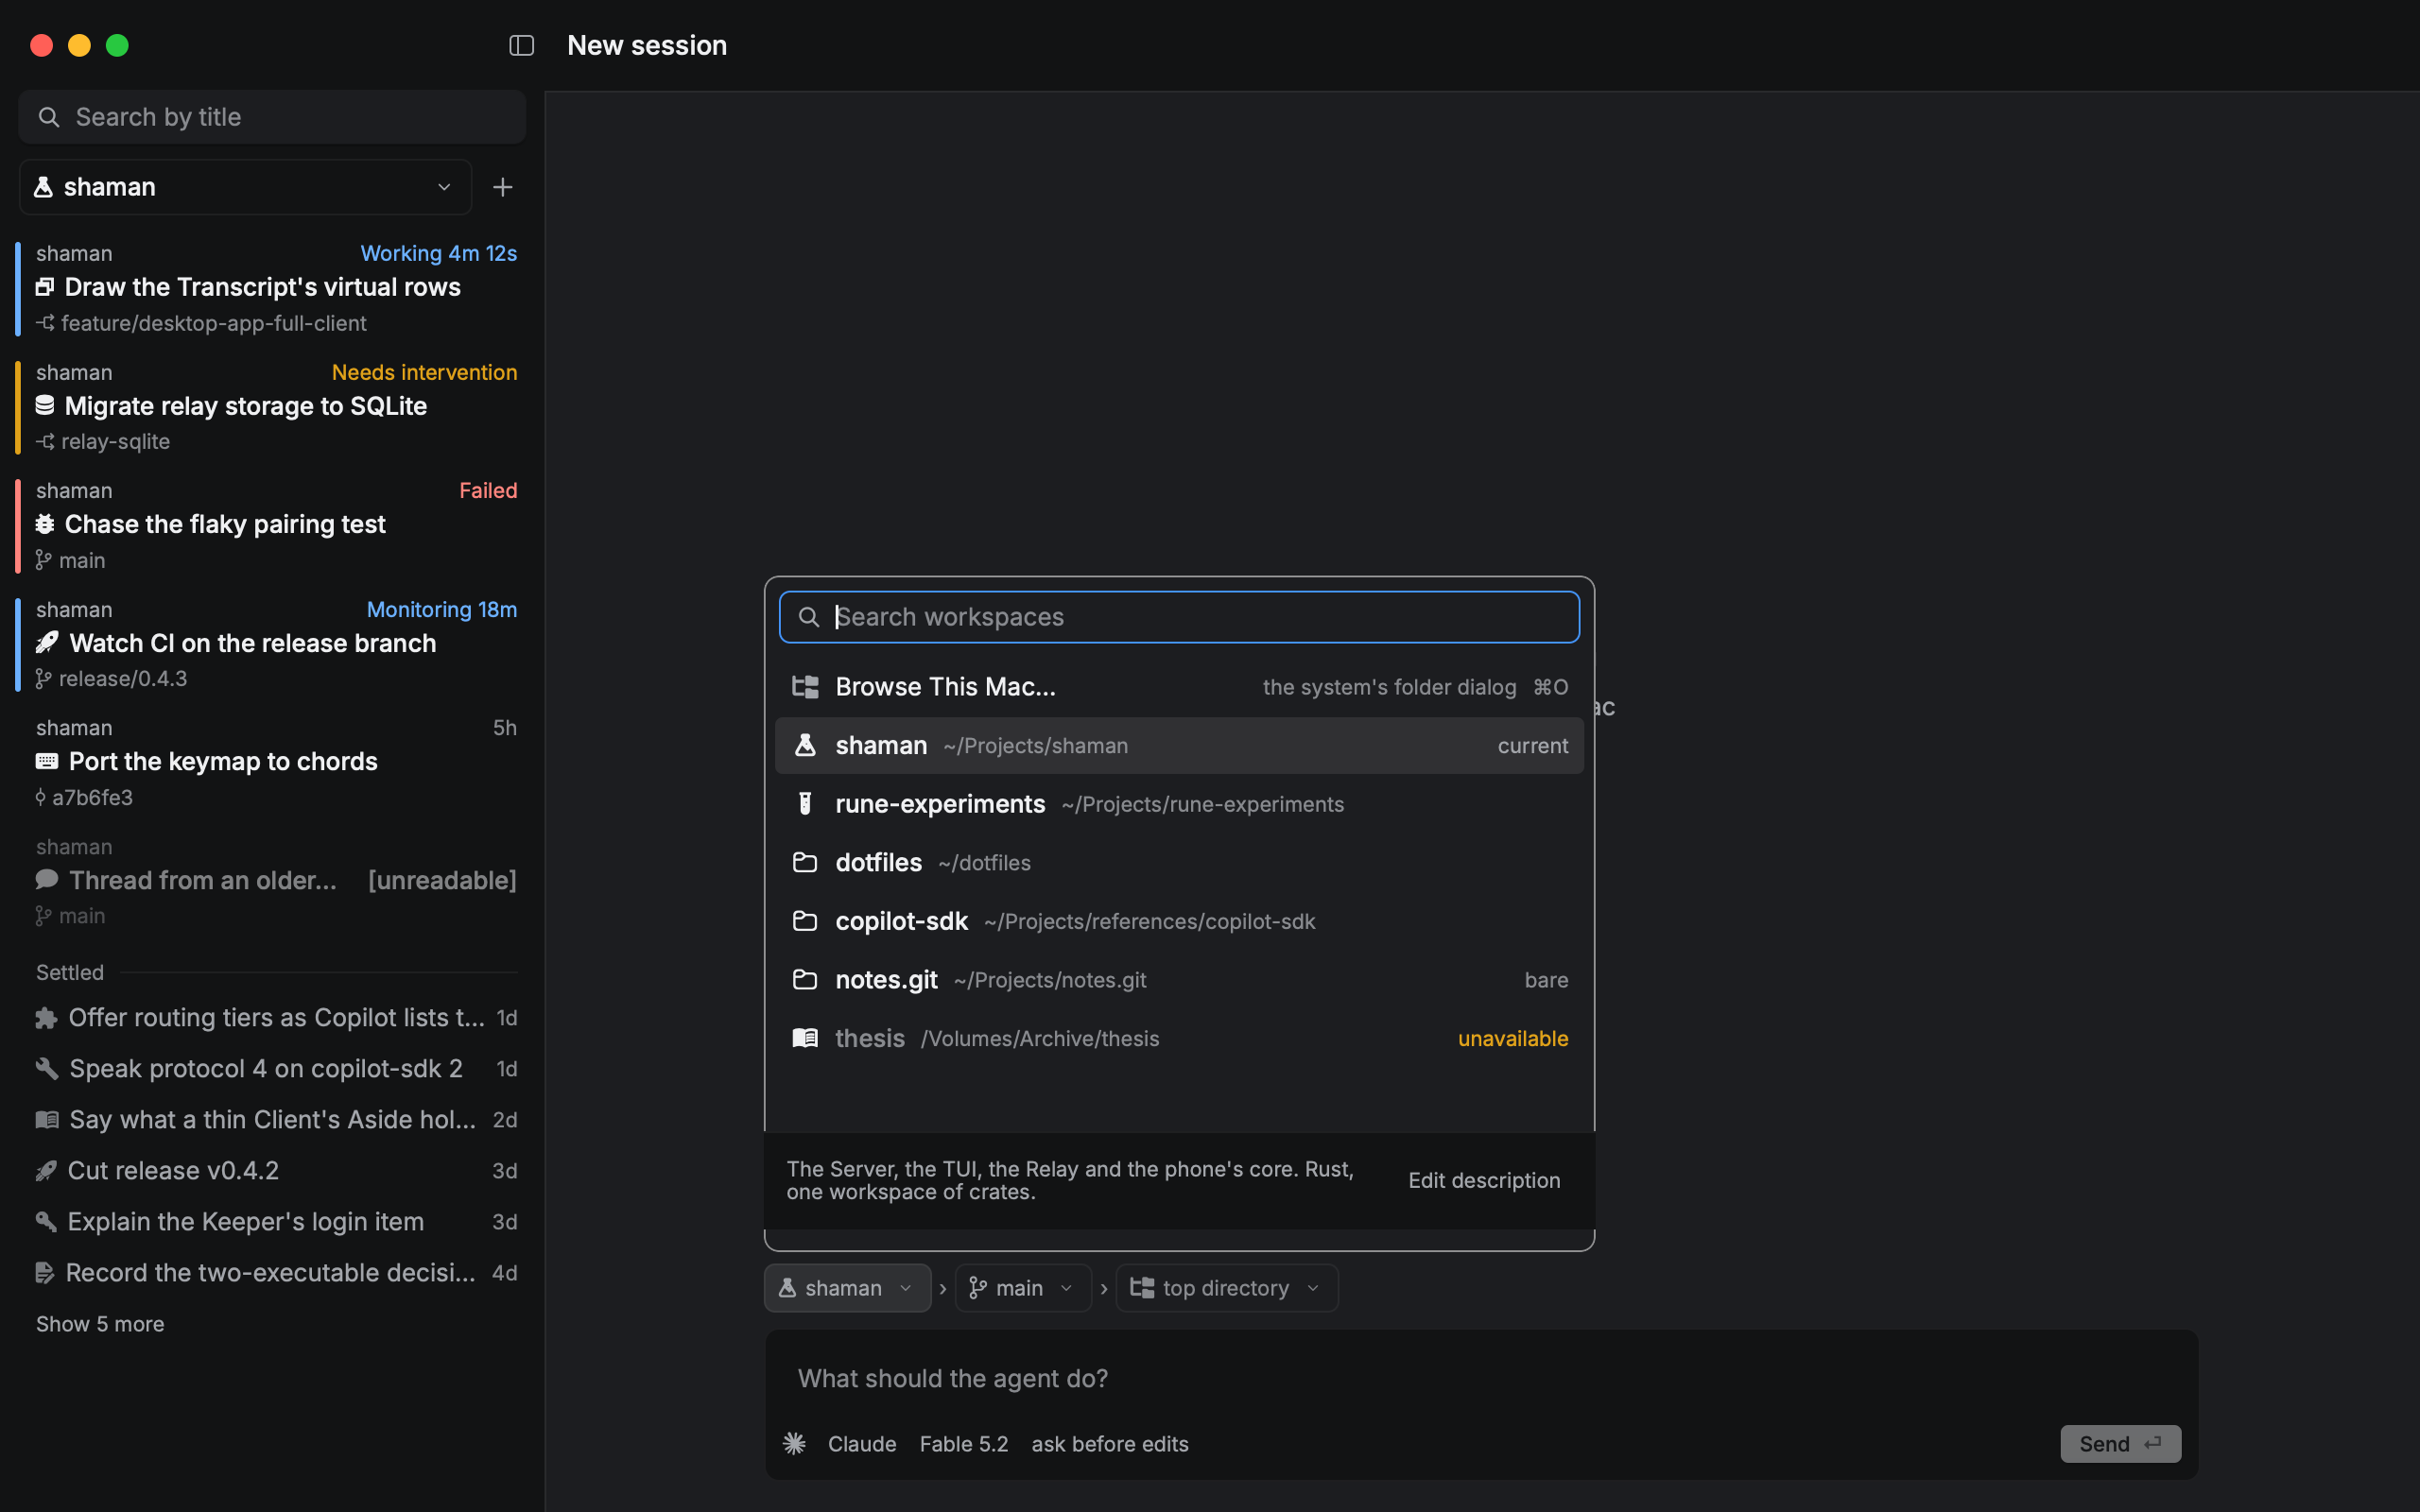 New session
Search by title
shaman
shaman Working 4m 12s
Draw the Transcript's virtual rows
feature/desktop-app-full-client
shaman Needs intervention
Migrate relay storage to SQLite
relay-sqlite
shaman Failed
Chase the flaky pairing test
main
shaman Monitoring 18m
Watch CI on the release branch
release/0.4.3
shaman 5h
Port the keymap to chords
a7b6fe3
shaman
Thread from an older... [unreadable]
main
Settled
Offer routing tiers as Copilot lists t... 1d
Speak protocol 4 on copilot-sdk 2 1d
Say what a thin Client's Aside hol... 2d
Cut release v0.4.2 3d
Explain the Keeper's login item 3d
Record the two-executable decisi... 4d
Show 5 more
Search workspaces
Browse This Mac... the system's folder dialog ⌘O
ac
shaman ~/Projects/shaman current
rune-experiments ~/Projects/rune-experiments
dotfiles ~/dotfiles
copilot-sdk ~/Projects/references/copilot-sdk
notes.git ~/Projects/notes.git bare
thesis /Volumes/Archive/thesis unavailable
The Server, the TUI, the Relay and the phone's core. Rust,
one workspace of crates.
Edit description
shaman › main › top directory
What should the agent do?
Claude Fable 5.2 ask before edits
Send